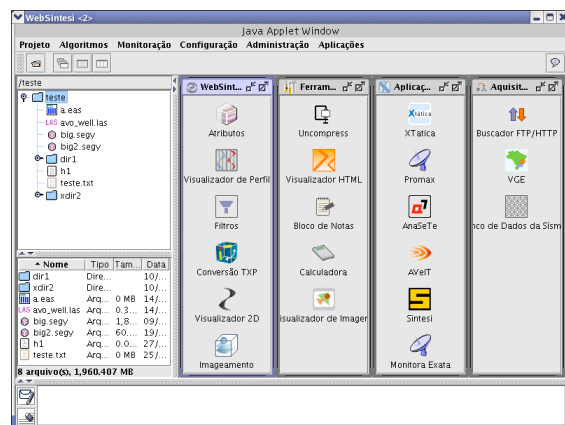 WebSintesi <2>
Java Applet Window
Projeto Algoritmos Monitoração Configuração Administração Aplicações
/teste
teste
a.eas
LAS avo_well.las
big.segy
big2.segy
dir1
h1
teste.txt
xdir2
Nome Tipo Tam... Data
dir1 Dire... 10/...
xdir2 Dire... 10/...
a.eas Arq... 0 MB 14/...
LAS avo_well.las Arq... 0.3... 14/...
big.segy Arq... 1,8... 09/...
big2.segy Arq... 60.... 19/...
h1 Arq... 0.0... 27/...
teste.txt Arq... 0 MB 25/...
8 arquivo(s), 1,960.407 MB
WebSint...
Atributos
Visualizador de Perfil
Filtros
Conversão TXP
Visualizador 2D
Imageamento
Ferram...
Uncompress
Visualizador HTML
Bloco de Notas
Calculadora
isualizador de Imager
Aplicaç...
Xtática
XTatica
Promax
AnaSeTe
AVelT
Sintesi
Monitora Exata
Aquisit...
Buscador FTP/HTTP
VGE
nco de Dados da Sísm